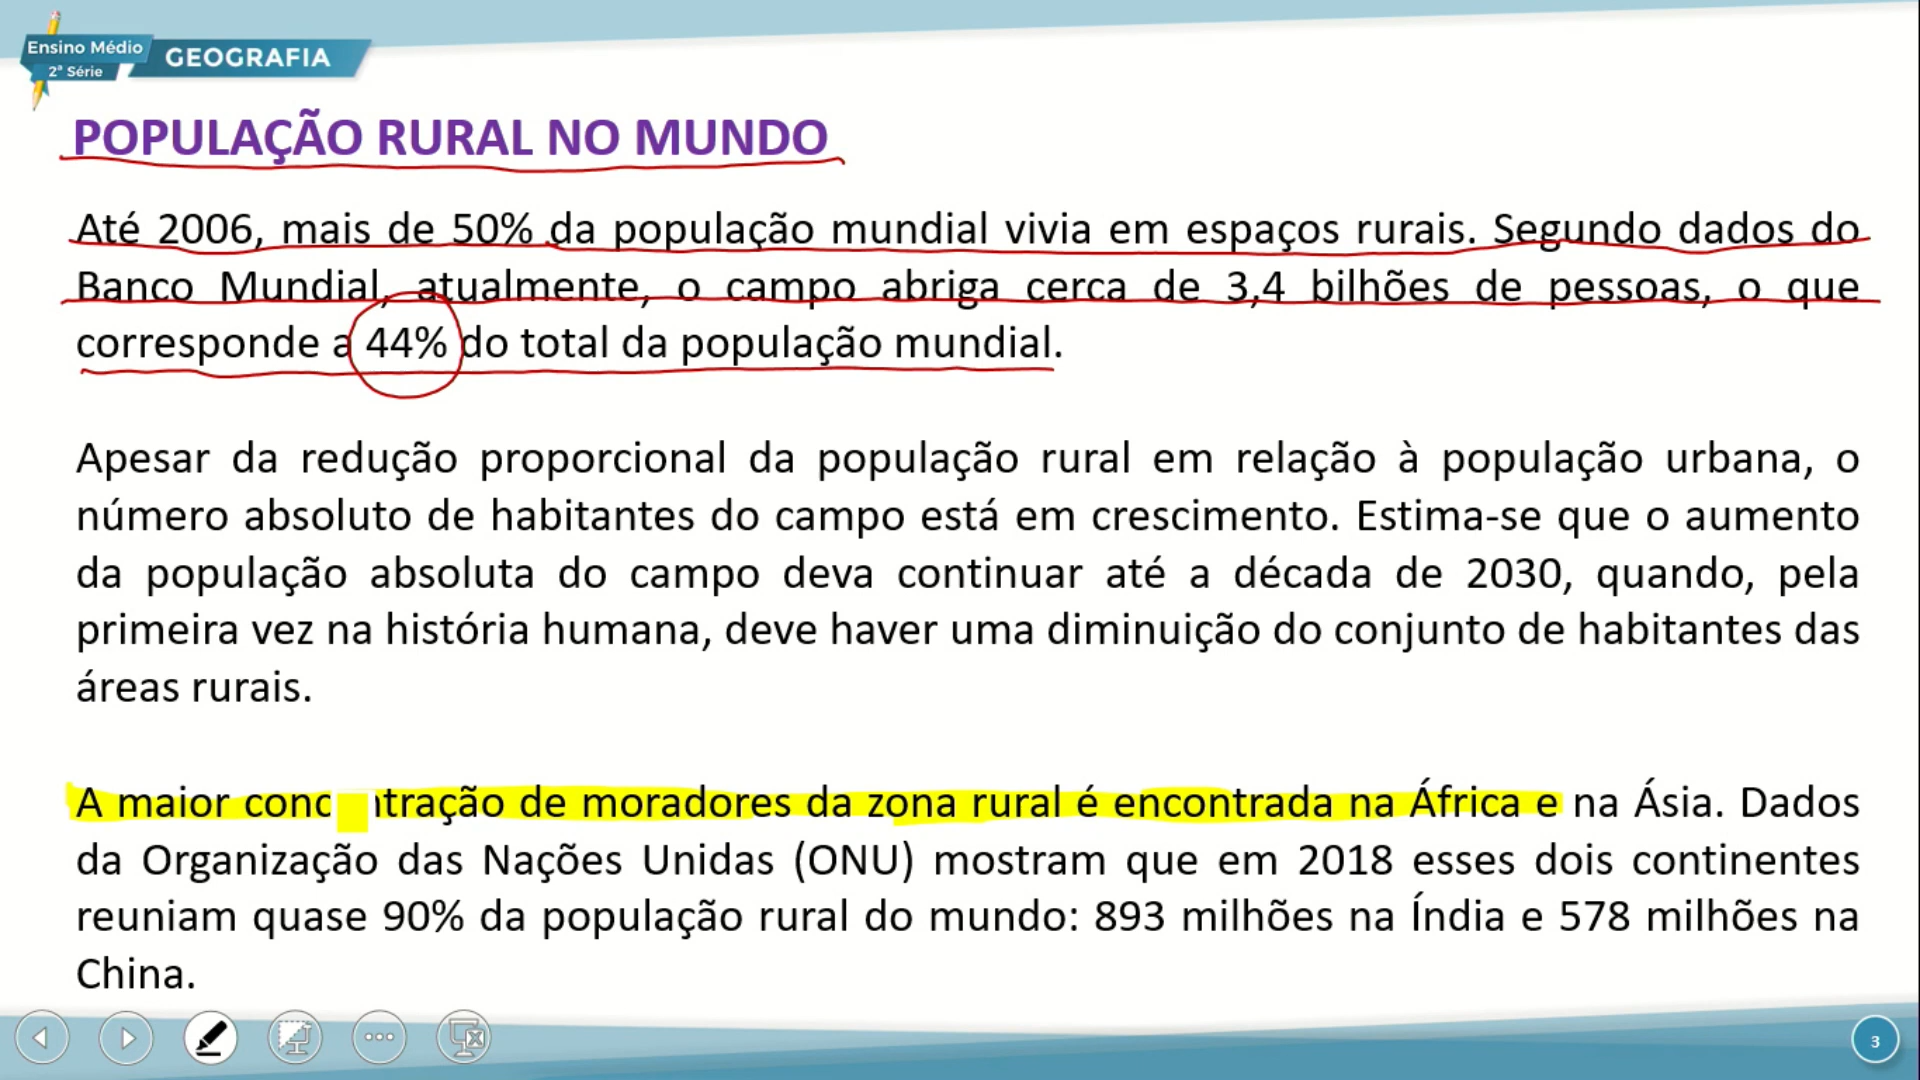 Ensino Médio
2ª Série
GEOGRAFIA
POPULAÇÃO RURAL NO MUNDO
Até 2006, mais de 50% da população mundial vivia em espaços rurais. Segundo dados do
Banco Mundial, atualmente, o campo abriga cerca de 3,4 bilhões de pessoas, o que
corresponde a 44% do total da população mundial.
Apesar da redução proporcional da população rural em relação à população urbana, o
número absoluto de habitantes do campo está em crescimento. Estima-se que o aumento
da população absoluta do campo deva continuar até a década de 2030, quando, pela
primeira vez na história humana, deve haver uma diminuição do conjunto de habitantes das
áreas rurais.
A maior conc ntração de moradores da zona rural é encontrada na África e na Ásia. Dados
da Organização das Nações Unidas (ONU) mostram que em 2018 esses dois continentes
reuniam quase 90% da população rural do mundo: 893 milhões na Índia e 578 milhões na
China.
3